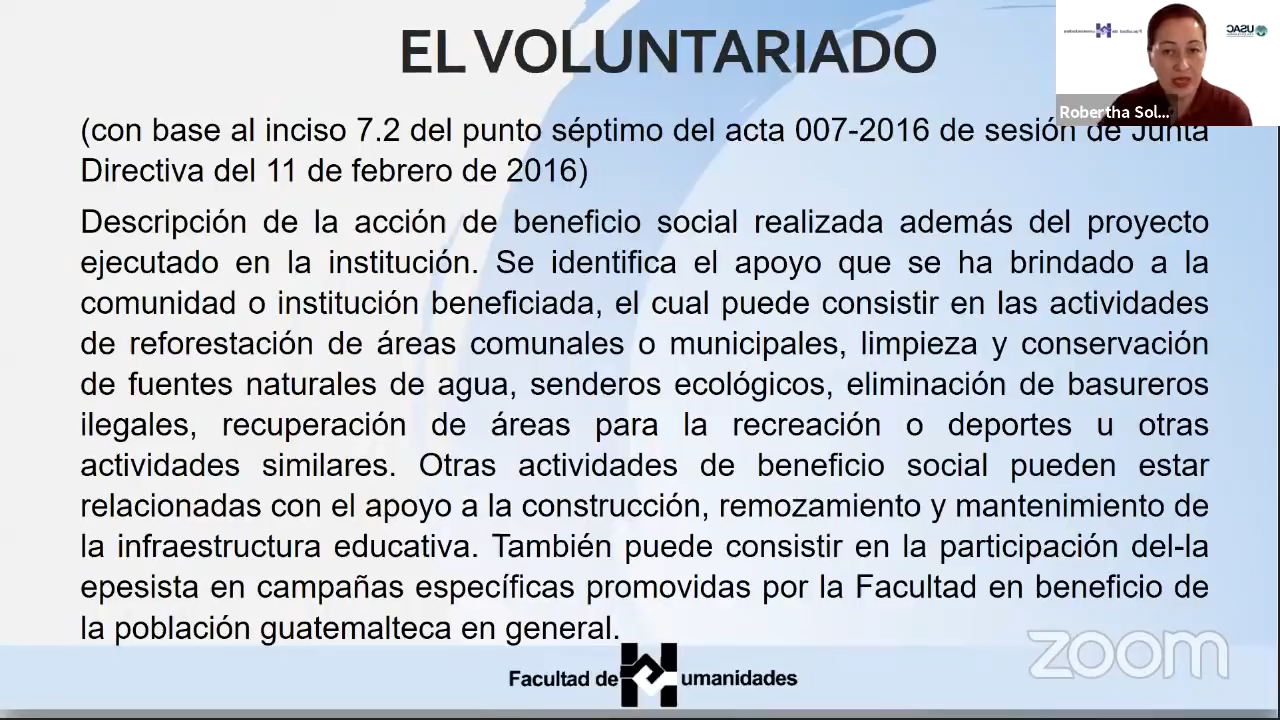 EL VOLUNTARIADO
(con base al inciso 7.2 del punto séptimo del acta 007-2016 de sesión de Junta
Directiva del 11 de febrero de 2016)
Descripción de la acción de beneficio social realizada además del proyecto
ejecutado en la institución. Se identifica el apoyo que se ha brindado a la
comunidad o institución beneficiada, el cual puede consistir en las actividades
de reforestación de áreas comunales o municipales, limpieza y conservación
de fuentes naturales de agua, senderos ecológicos, eliminación de basureros
ilegales, recuperación de áreas para la recreación o deportes u otras
actividades similares. Otras actividades de beneficio social pueden estar
relacionadas con el apoyo a la construcción, remozamiento y mantenimiento de
la infraestructura educativa. También puede consistir en la participación del-la
epesista en campañas específicas promovidas por la Facultad en beneficio de
la población guatemalteca en general.
Robertha Sol...
USAC
zoom
Facultad de Humanidades